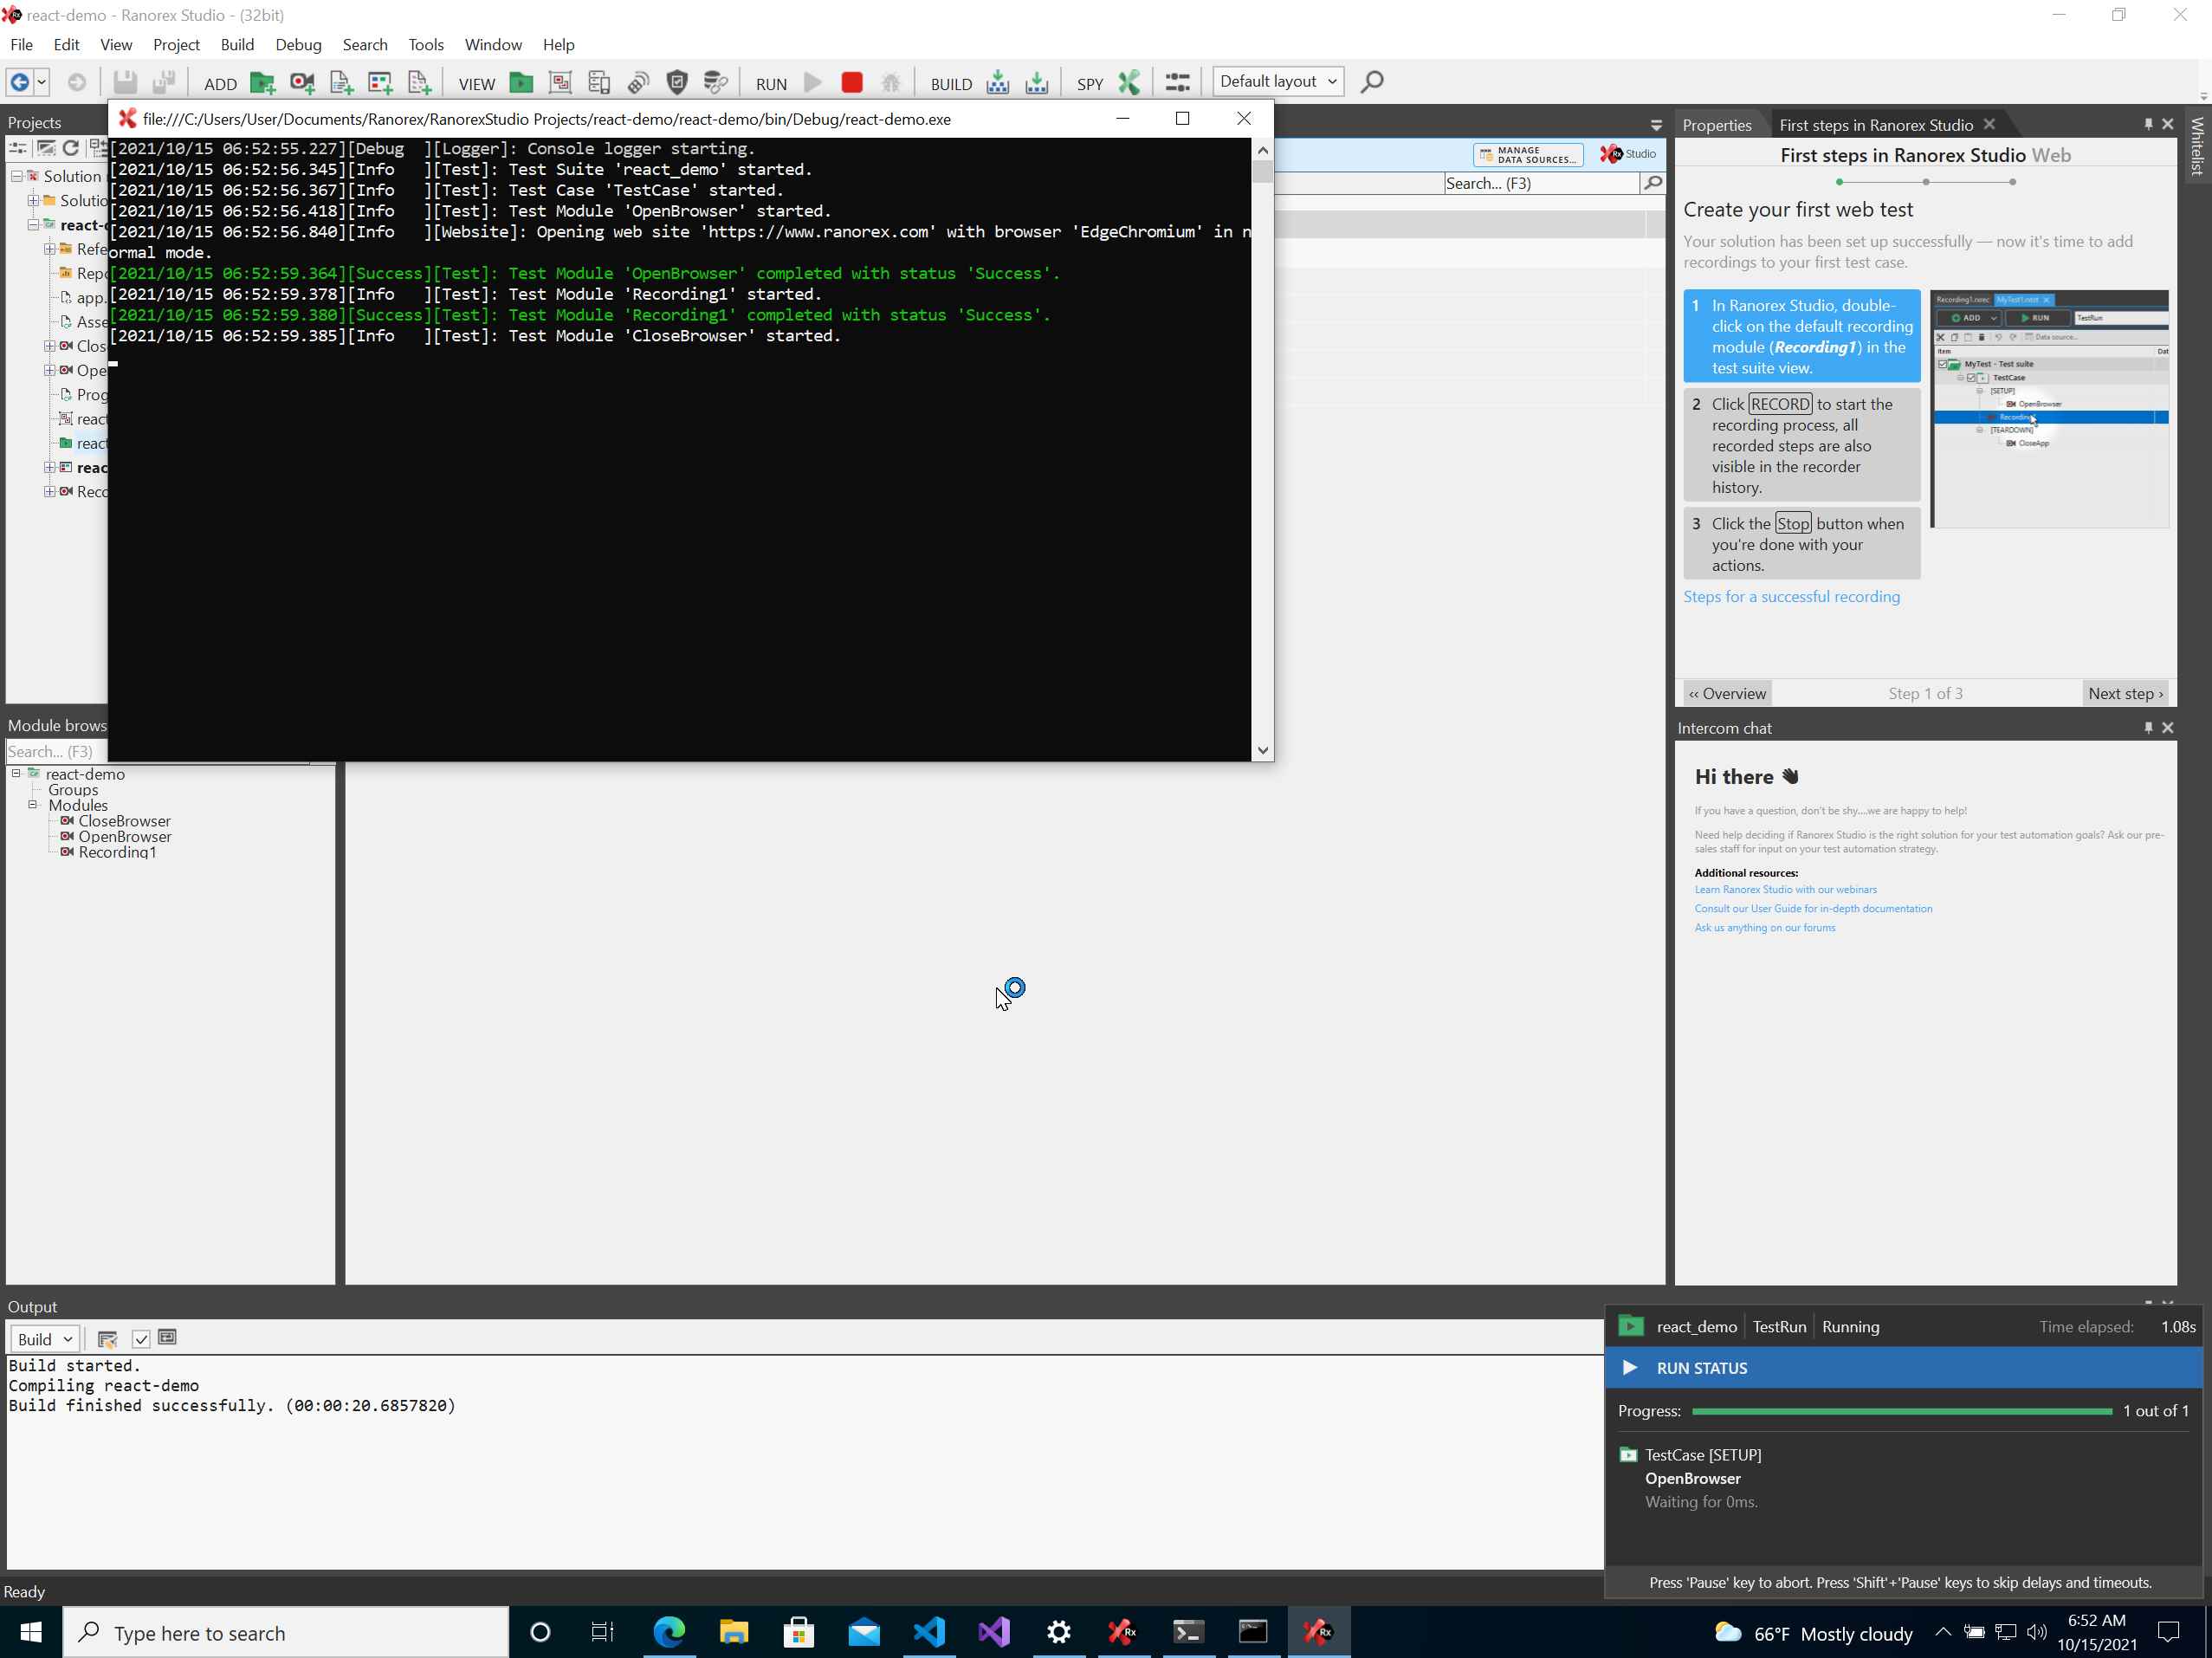 react-demo - Ranorex Studio - (32bit)
File Edit View Project Build Debug Search Tools Window Help
ADD VIEW RUN BUILD SPY Default layout
Projects
Solution
Solutio
react-
Refe
Repo
app.
Asse
Clos
Ope
Prog
react
react
reac
Reco
file:///C:/Users/User/Documents/Ranorex/RanorexStudio Projects/react-demo/react-demo/bin/Debug/react-demo.exe
[2021/10/15 06:52:55.227][Debug  ][Logger]: Console logger starting.
[2021/10/15 06:52:56.345][Info   ][Test]: Test Suite 'react_demo' started.
[2021/10/15 06:52:56.367][Info   ][Test]: Test Case 'TestCase' started.
[2021/10/15 06:52:56.418][Info   ][Test]: Test Module 'OpenBrowser' started.
[2021/10/15 06:52:56.840][Info   ][Website]: Opening web site 'https://www.ranorex.com' with browser 'EdgeChromium' in n
ormal mode.
[2021/10/15 06:52:59.364][Success][Test]: Test Module 'OpenBrowser' completed with status 'Success'.
[2021/10/15 06:52:59.378][Info   ][Test]: Test Module 'Recording1' started.
[2021/10/15 06:52:59.380][Success][Test]: Test Module 'Recording1' completed with status 'Success'.
[2021/10/15 06:52:59.385][Info   ][Test]: Test Module 'CloseBrowser' started.
MANAGE
DATA SOURCES...
Rx Studio
Search... (F3)
Properties First steps in Ranorex Studio
Whitelist
First steps in Ranorex Studio Web
Create your first web test
Your solution has been set up successfully — now it's time to add
recordings to your first test case.
1 In Ranorex Studio, double-
click on the default recording
module (Recording1) in the
test suite view.
2 Click RECORD to start the
recording process, all
recorded steps are also
visible in the recorder
history.
3 Click the Stop button when
you're done with your
actions.
Steps for a successful recording
Recording1.rxrec MyTest1.rxtst
ADD RUN TestRun
Data source...
Item Dat
MyTest - Test suite
TestCase
[SETUP]
OpenBrowser
Recording
[TEARDOWN]
CloseApp
‹‹ Overview Step 1 of 3 Next step ›
Module brows
Search... (F3)
react-demo
Groups
Modules
CloseBrowser
OpenBrowser
Recording1
Intercom chat
Hi there
If you have a question, don't be shy....we are happy to help!
Need help deciding if Ranorex Studio is the right solution for your test automation goals? Ask our pre-
sales staff for input on your test automation strategy.
Additional resources:
Learn Ranorex Studio with our webinars
Consult our User Guide for in-depth documentation
Ask us anything on our forums
Output
Build
Build started.
Compiling react-demo
Build finished successfully. (00:00:20.6857820)
react_demo TestRun Running Time elapsed: 1.08s
RUN STATUS
Progress: 1 out of 1
TestCase [SETUP]
OpenBrowser
Waiting for 0ms.
Press 'Pause' key to abort. Press 'Shift'+'Pause' keys to skip delays and timeouts.
Ready
Type here to search
66°F Mostly cloudy
6:52 AM
10/15/2021